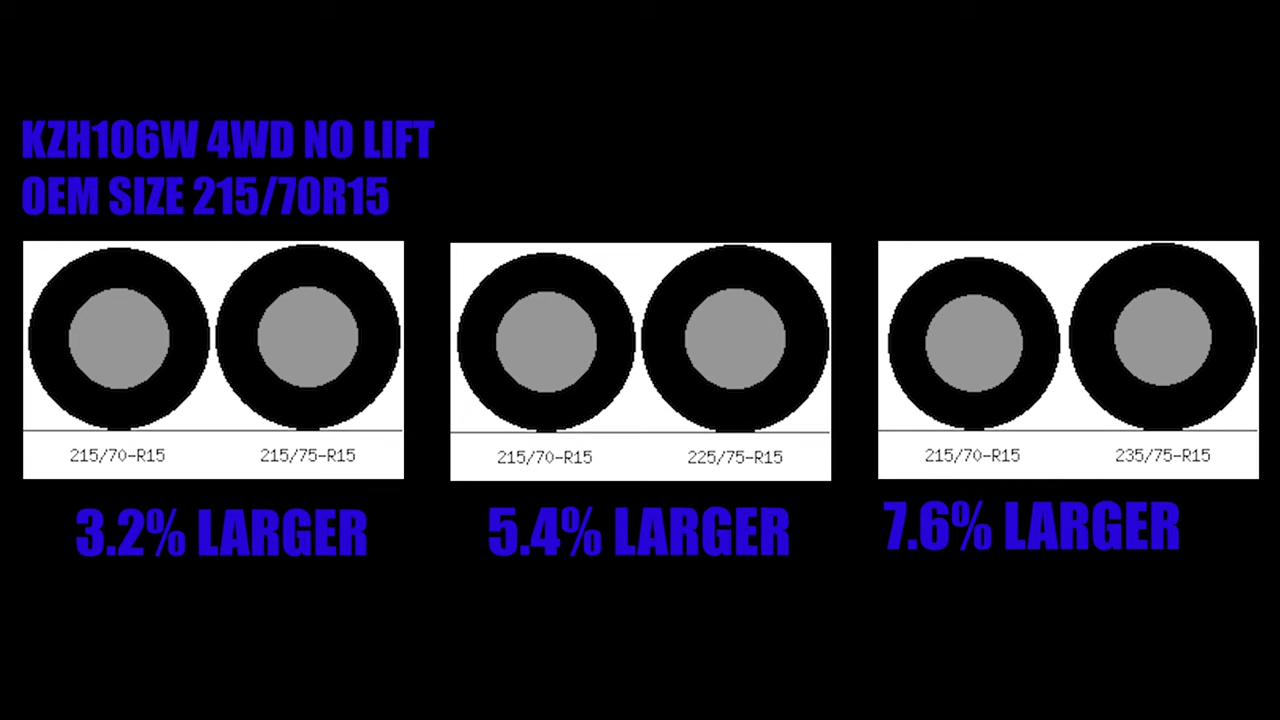 KZH106W 4WD NO LIFT
OEM SIZE 215/70R15
215/70-R15 215/75-R15
215/70-R15 225/75-R15
215/70-R15 235/75-R15
3.2% LARGER
5.4% LARGER
7.6% LARGER